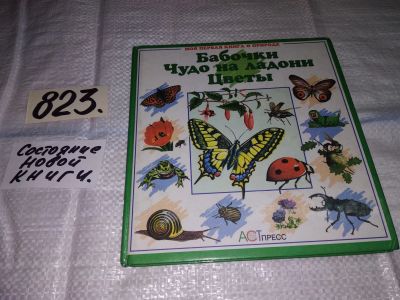 823.
Состояние
новой
книги.
МОЯ ПЕРВАЯ КНИГА О ПРИРОДЕ
Бабочки
Чудо на ладони
Цветы
АСТ ПРЕСС